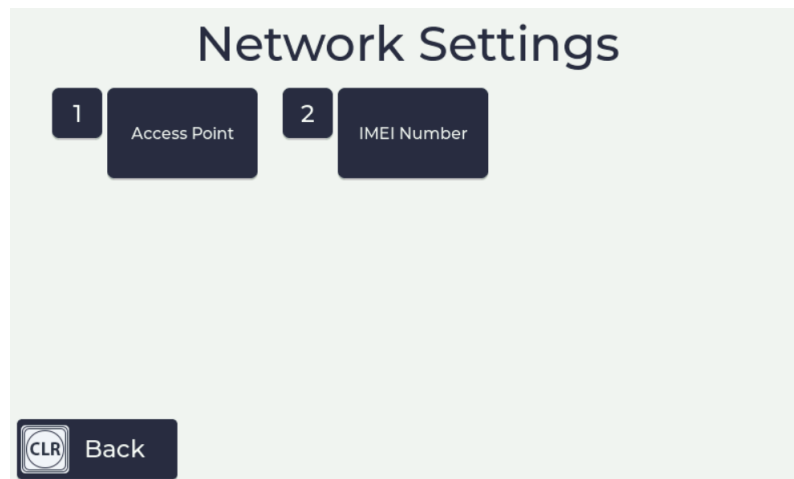 Network Settings
1
Access Point
2
IMEI Number
CLR
Back